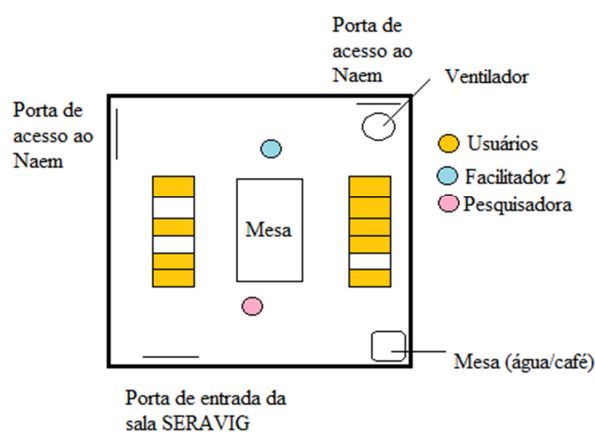 Porta de
acesso ao
Naem
Ventilador
Porta de
acesso ao
Naem
Usuários
Facilitador 2
Pesquisadora
Mesa
Mesa (água/café)
Porta de entrada da
sala SERAVIG